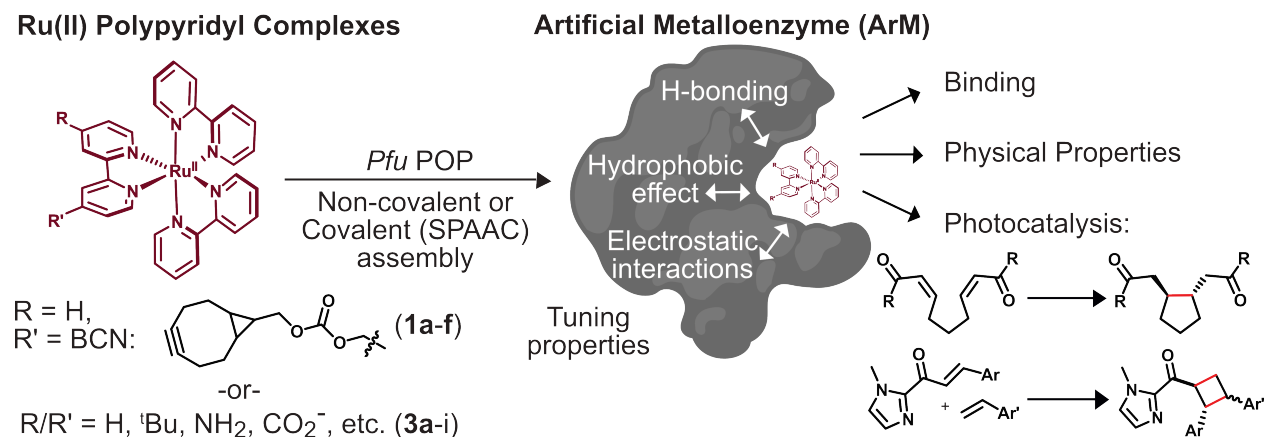 Ru(II) Polypyridyl Complexes
Artificial Metalloenzyme (ArM)
R
R'
N
N
N
N
N
N
Ru^II
Pfu POP
Non-covalent or
Covalent (SPAAC)
assembly
R = H,
R' = BCN:
O
O
O
(1a-f)
-or-
R/R' = H, ᵗBu, NH₂, CO₂⁻, etc. (3a-i)
H-bonding
Hydrophobic
effect
Electrostatic
interactions
Tuning
properties
Binding
Physical Properties
Photocatalysis:
O
R
R
O
O
R
R
O
O
N
N
Ar
+
Ar'
O
N
N
Ar
Ar'